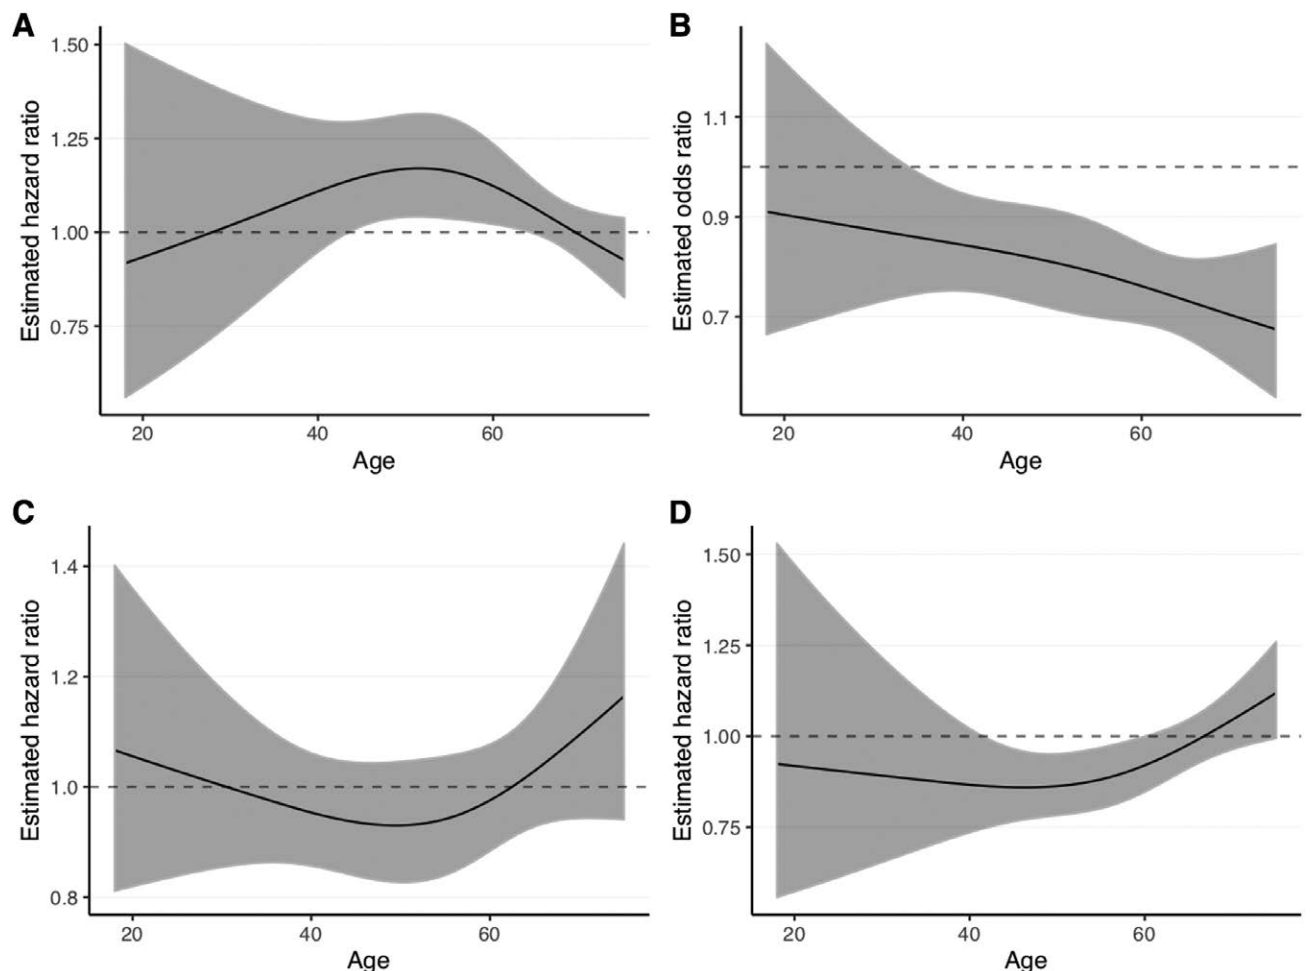 A
Estimated hazard ratio
1.50
1.25
1.00
0.75
20 40 60
Age
B
Estimated odds ratio
1.1
0.9
0.7
20 40 60
Age
C
Estimated hazard ratio
1.4
1.2
1.0
0.8
20 40 60
Age
D
Estimated hazard ratio
1.50
1.25
1.00
0.75
20 40 60
Age